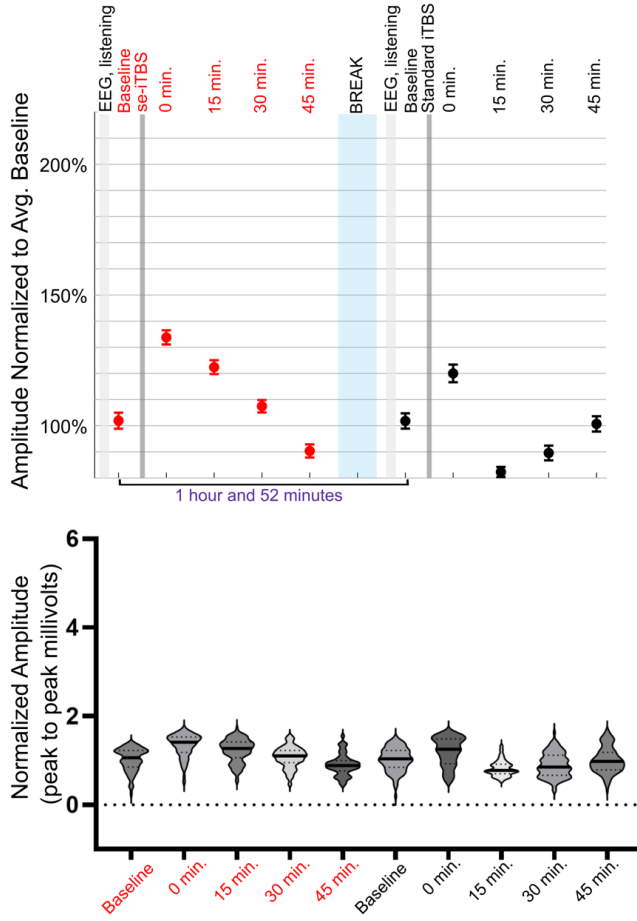 EEG, listening
Baseline
se-iTBS
0 min.
15 min.
30 min.
45 min.
BREAK
EEG, listening
Baseline
Standard iTBS
0 min.
15 min.
30 min.
45 min.
Amplitude Normalized to Avg. Baseline
200%
150%
100%
1 hour and 52 minutes
Normalized Amplitude
(peak to peak millivolts)
6
4
2
0
Baseline
0 min.
15 min.
30 min.
45 min.
Baseline
0 min.
15 min.
30 min.
45 min.